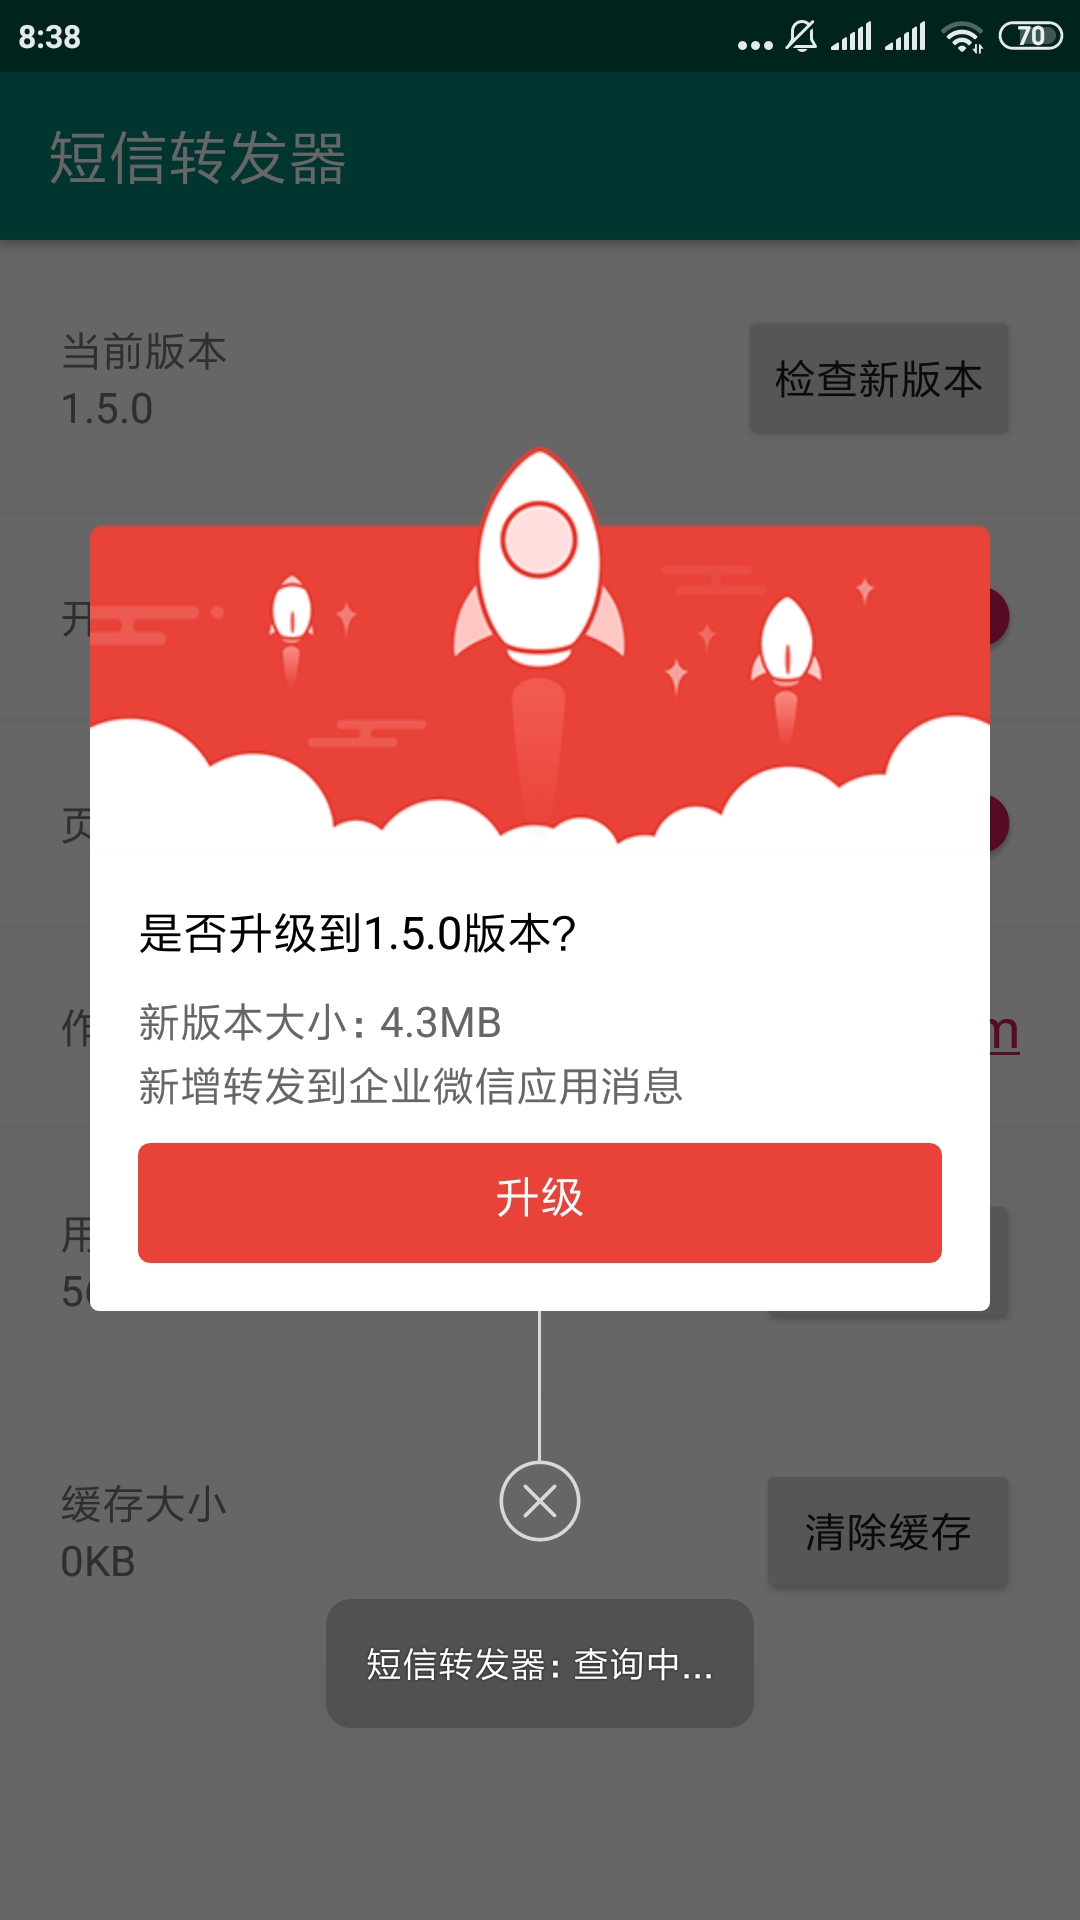 8:38
70
短信转发器
当前版本
1.5.0
检查新版本
开
页
是否升级到1.5.0版本？
新版本大小：4.3MB
作
m
新增转发到企业微信应用消息
升级
用
5
缓存大小
0KB
清除缓存
短信转发器：查询中...